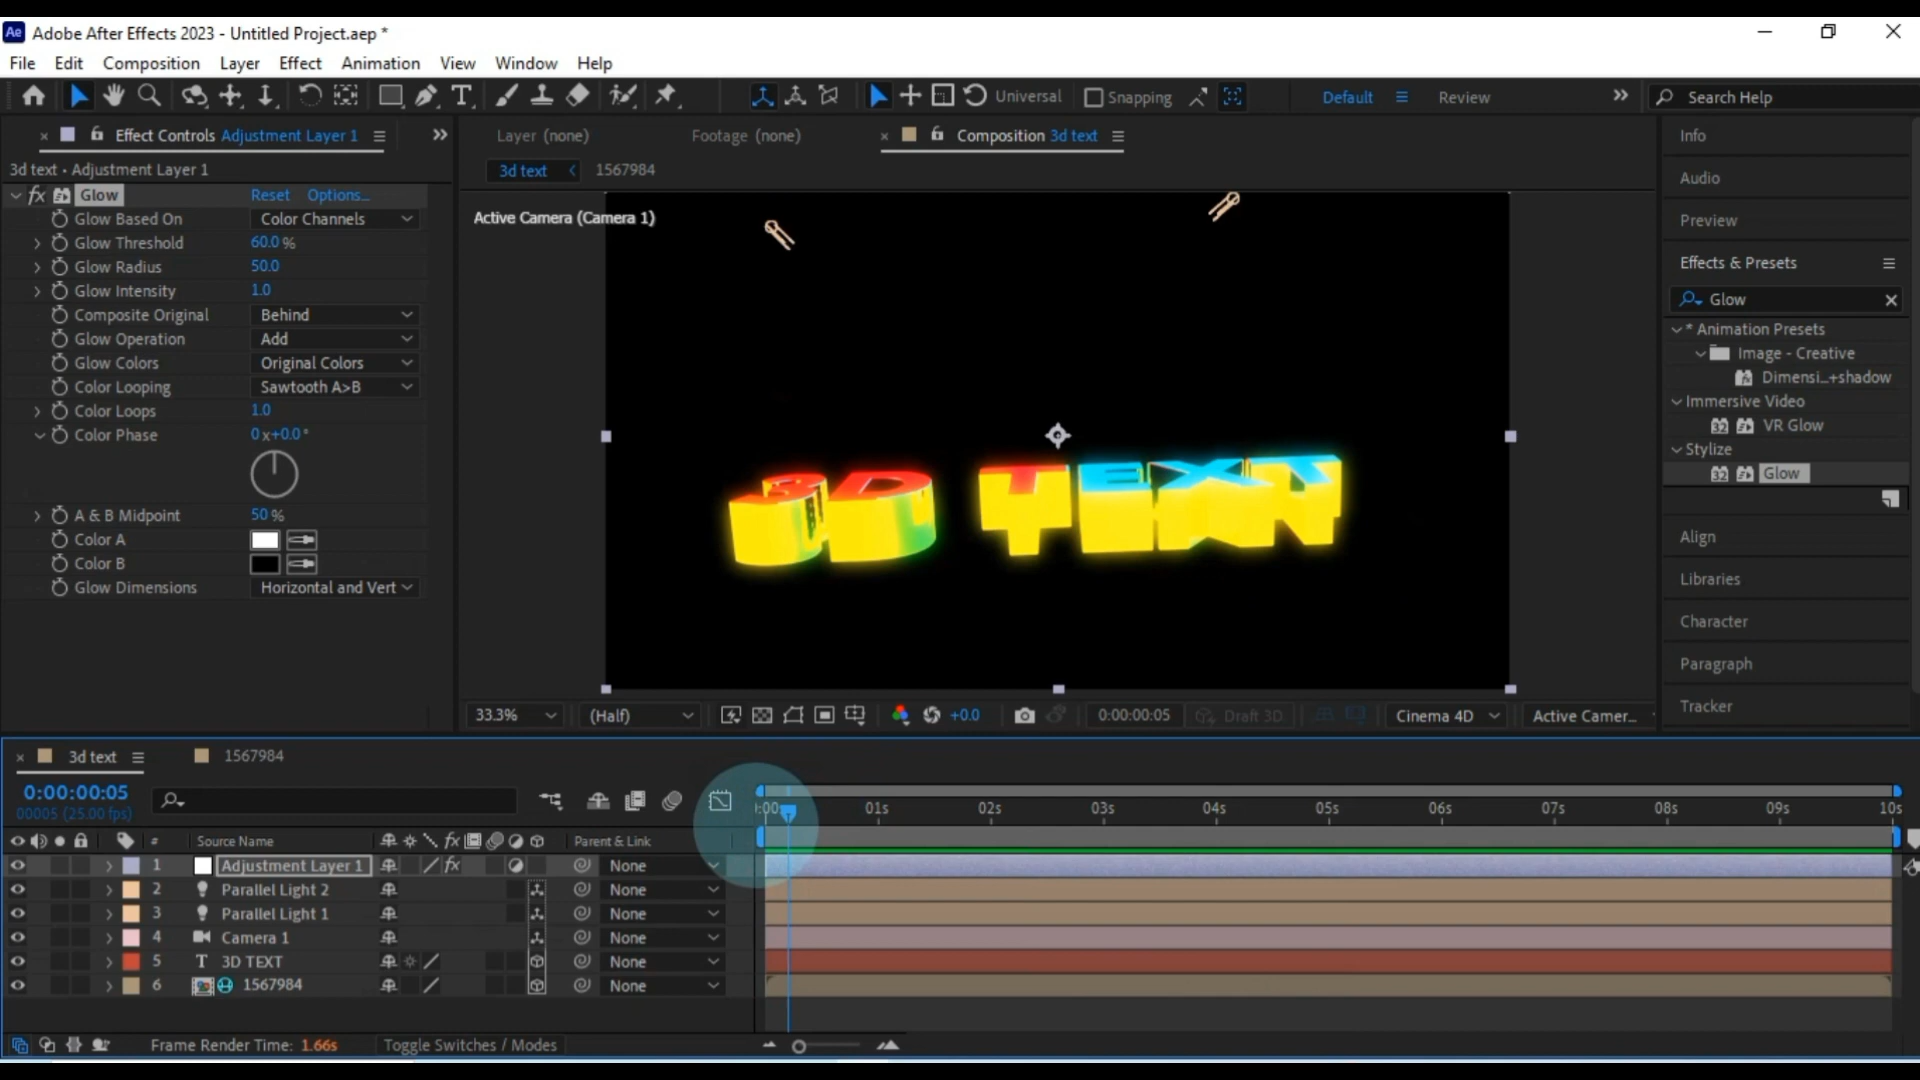 Ae Adobe After Effects 2023 - Untitled Project.aep *
File Edit Composition Layer Effect Animation View Window Help
Universal Snapping Default Review Search Help
Effect Controls Adjustment Layer 1
Layer (none) Footage (none) Composition 3d text
Info
3d text • Adjustment Layer 1
3d text 1567984
Audio
fx Glow Reset Options...
Glow Based On Color Channels
Active Camera (Camera 1)
Preview
Glow Threshold 60.0 %
Glow Radius 50.0
Effects & Presets
Glow Intensity 1.0
Glow
Composite Original Behind
* Animation Presets
Glow Operation Add
Image - Creative
Glow Colors Original Colors
Dimensi...+shadow
Color Looping Sawtooth A>B
Immersive Video
Color Loops 1.0
32 VR Glow
Color Phase 0 x+0.0 °
Stylize
32 Glow
3D TEXT
A & B Midpoint 50 %
Color A
Align
Color B
Libraries
Glow Dimensions Horizontal and Vert
Character
Paragraph
Tracker
33.3% (Half) +0.0 0:00:00:05 Draft 3D Cinema 4D Active Camer...
3d text 1567984
0:00:00:05
00005 (25.00 fps)
:00s 01s 02s 03s 04s 05s 06s 07s 08s 09s 10s
# Source Name fx Parent & Link
1 Adjustment Layer 1 fx None
2 Parallel Light 2 None
3 Parallel Light 1 None
4 Camera 1 None
5 T 3D TEXT None
6 1567984 None
Frame Render Time: 1.66s Toggle Switches / Modes